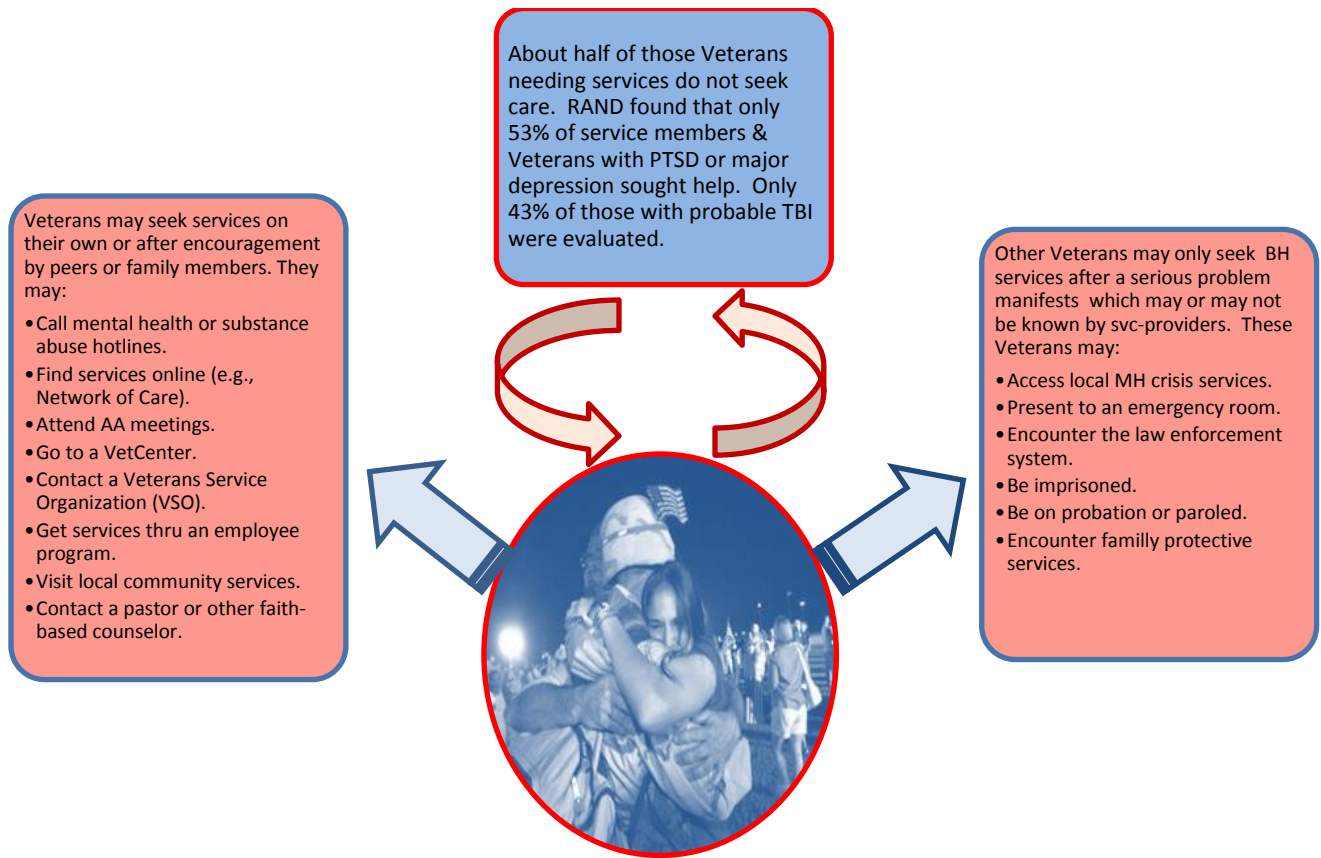 About half of those Veterans
needing services do not seek
care. RAND found that only
53% of service members &
Veterans with PTSD or major
depression sought help. Only
43% of those with probable TBI
were evaluated.
Veterans may seek services on
their own or after encouragement
by peers or family members. They
may:
•Call mental health or substance
abuse hotlines.
•Find services online (e.g.,
Network of Care).
•Attend AA meetings.
•Go to a VetCenter.
•Contact a Veterans Service
Organization (VSO).
•Get services thru an employee
program.
•Visit local community services.
•Contact a pastor or other faith-
based counselor.
Other Veterans may only seek BH
services after a serious problem
manifests which may or may not
be known by svc-providers. These
Veterans may:
•Access local MH crisis services.
•Present to an emergency room.
•Encounter the law enforcement
system.
•Be imprisoned.
•Be on probation or paroled.
•Encounter familly protective
services.